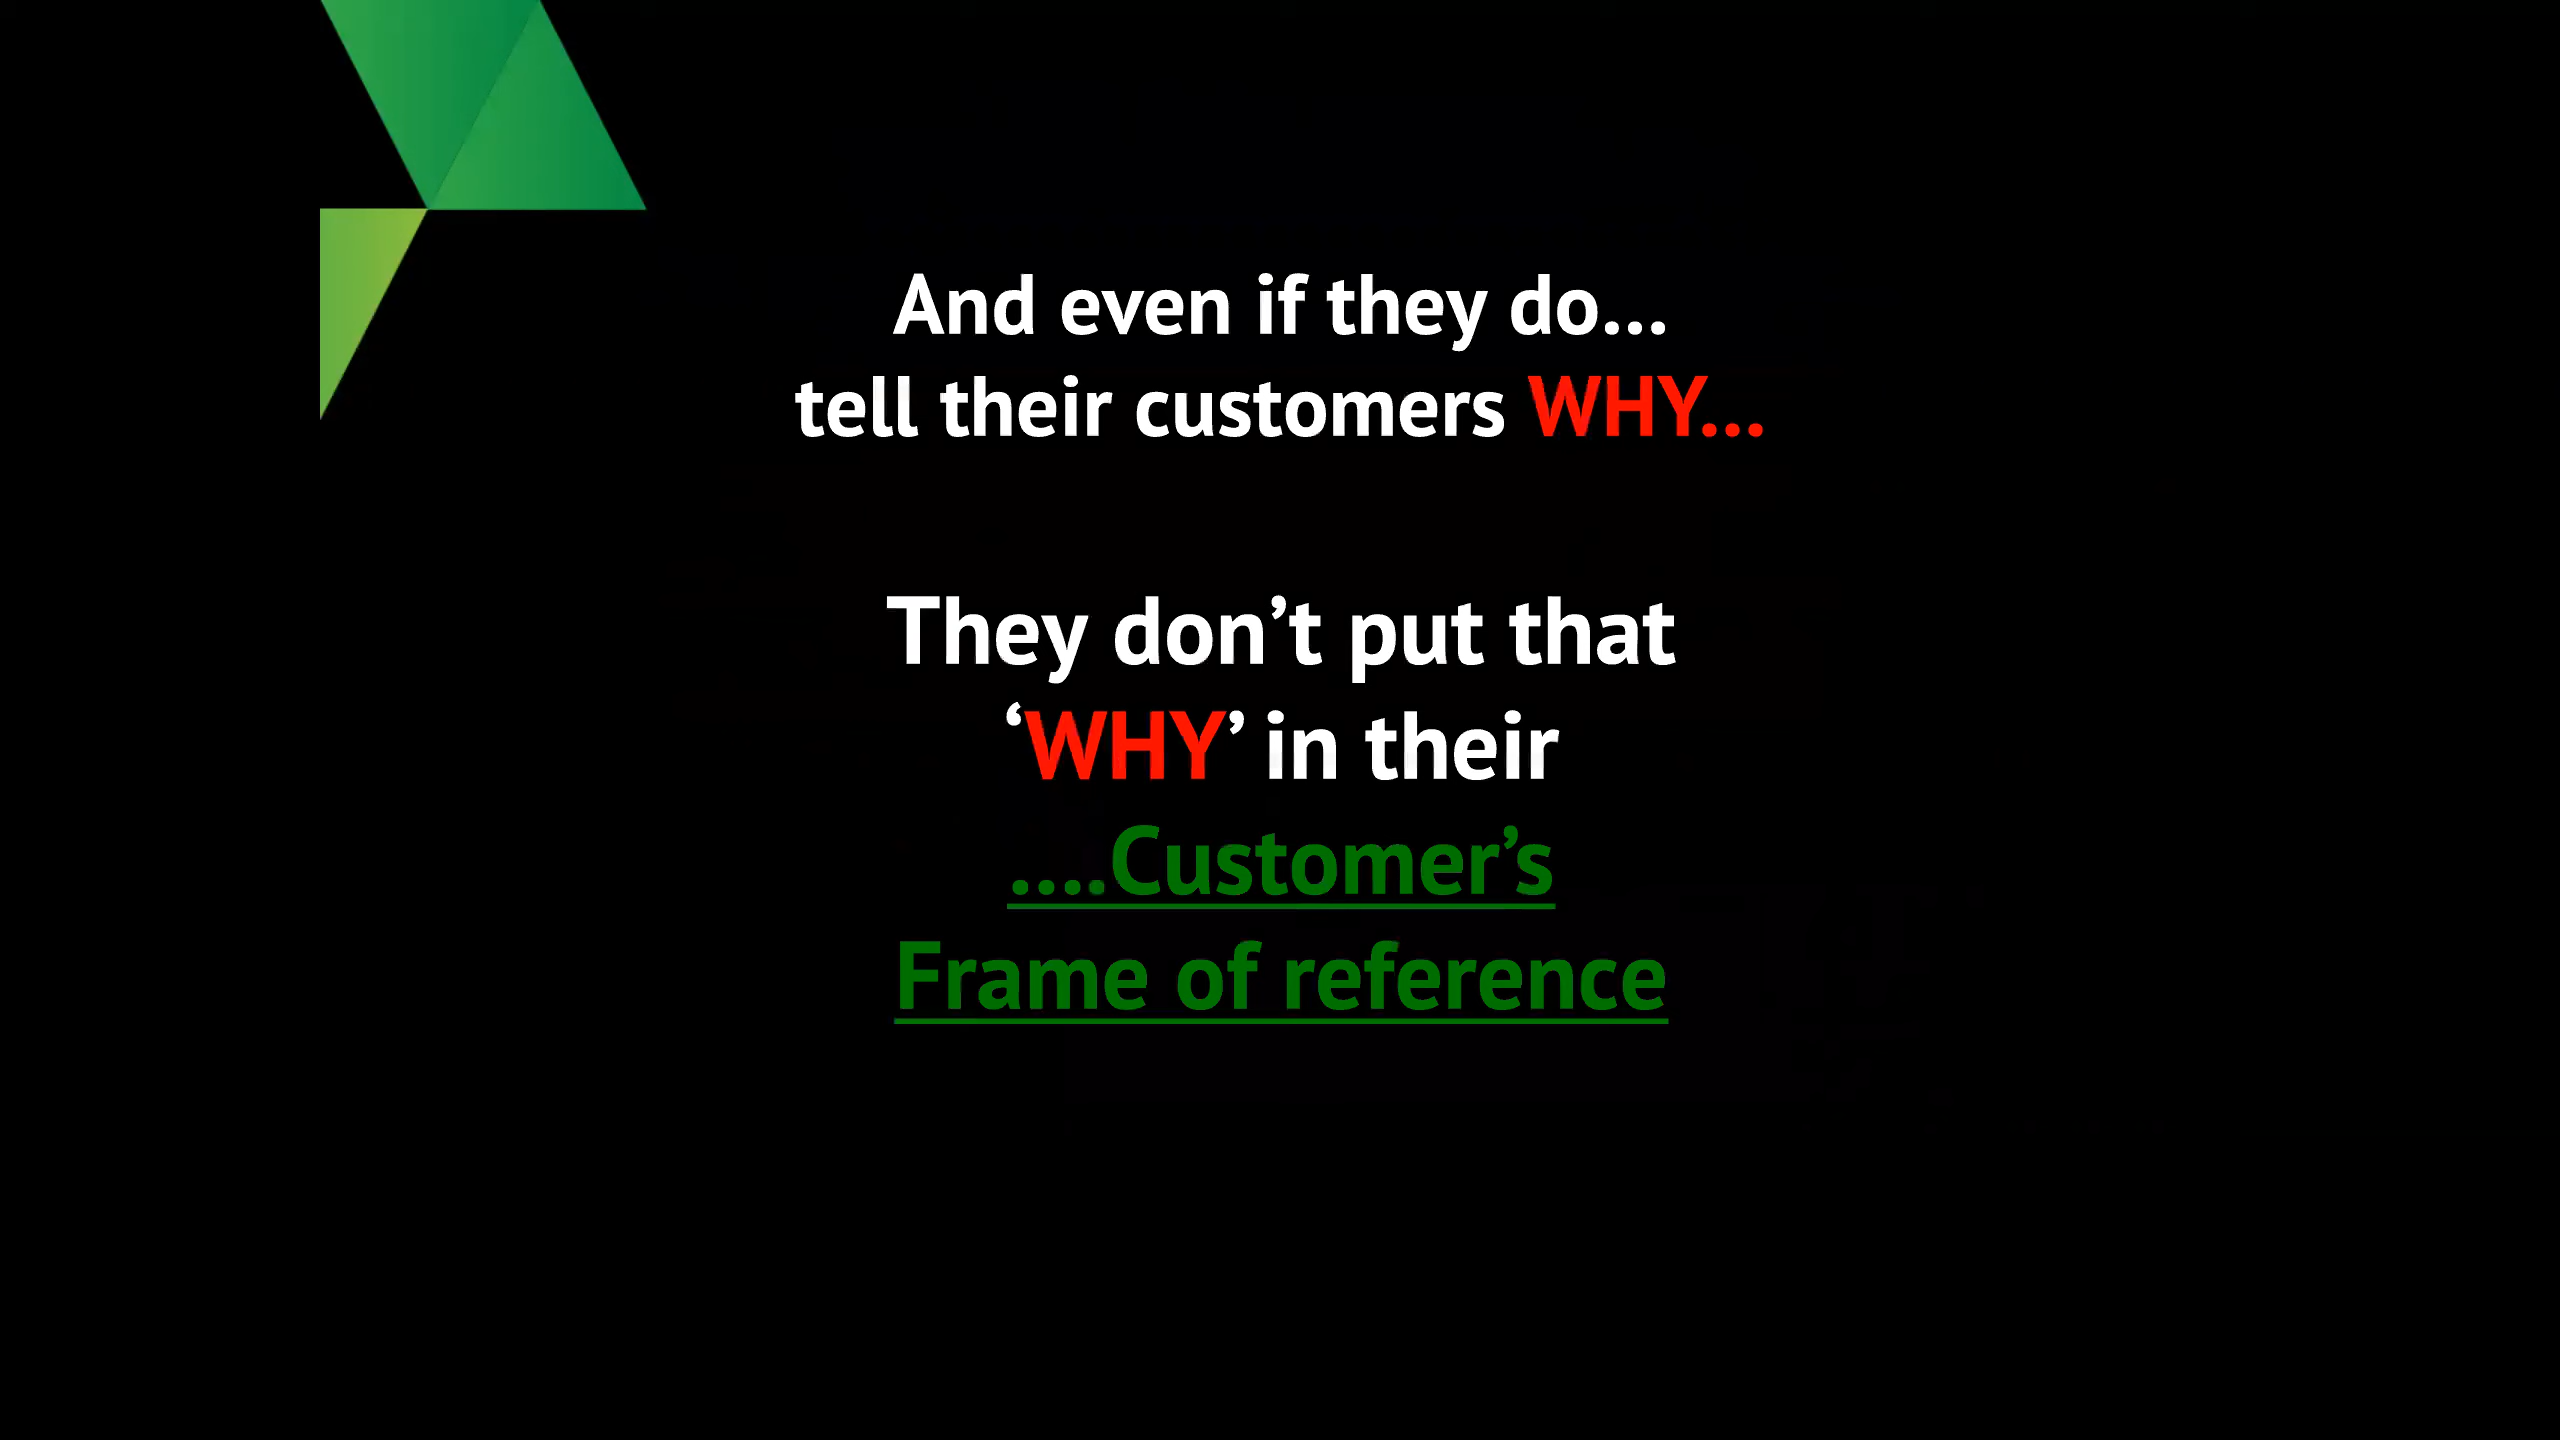 And even if they do...
tell their customers WHY...
They don’t put that
‘WHY’ in their
....Customer’s
Frame of reference